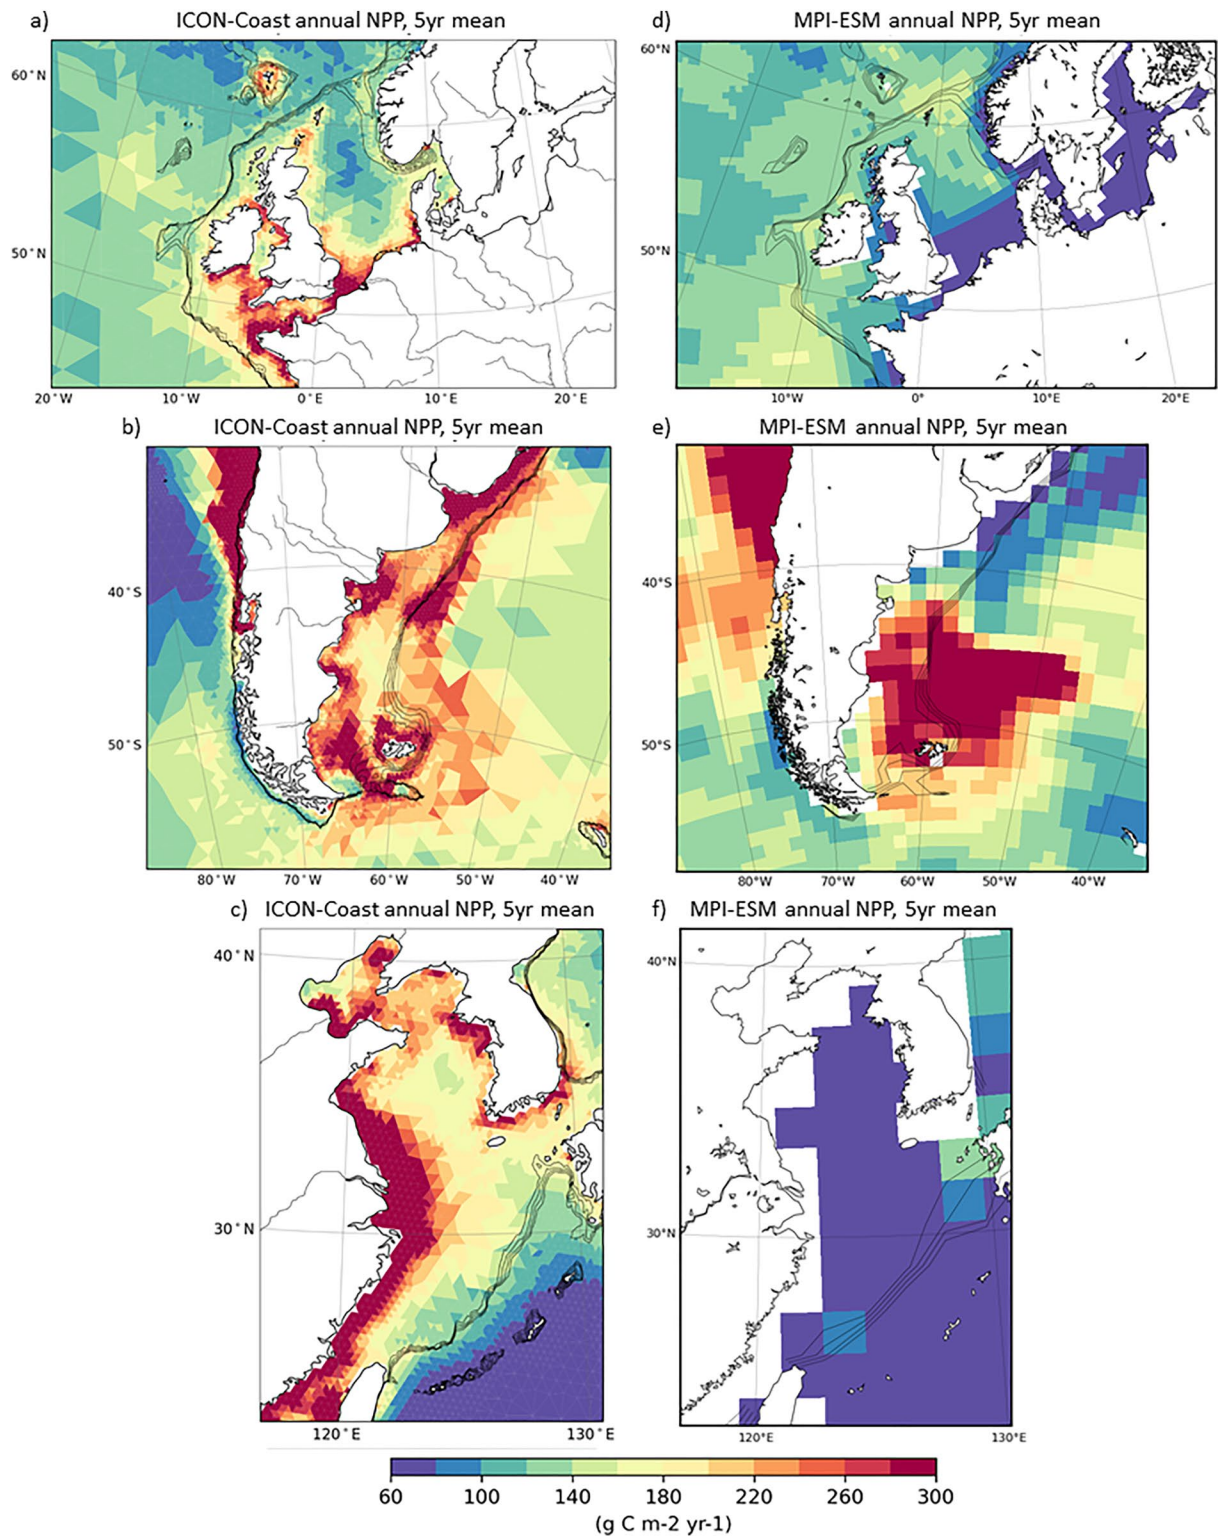 a) ICON-Coast annual NPP, 5yr mean
d) MPI-ESM annual NPP, 5yr mean
60°N
50°N
20°W 10°W 0°E 10°E 20°E
60°N
50°N
10°W 0° 10°E 20°E
b) ICON-Coast annual NPP, 5yr mean
e) MPI-ESM annual NPP, 5yr mean
40°S
50°S
80°W 70°W 60°W 50°W 40°W
40°S
50°S
80°W 70°W 60°W 50°W 40°W
c) ICON-Coast annual NPP, 5yr mean
f) MPI-ESM annual NPP, 5yr mean
40°N
30°N
120°E 130°E
40°N
30°N
120°E 130°E
60 100 140 180 220 260 300
(g C m-2 yr-1)